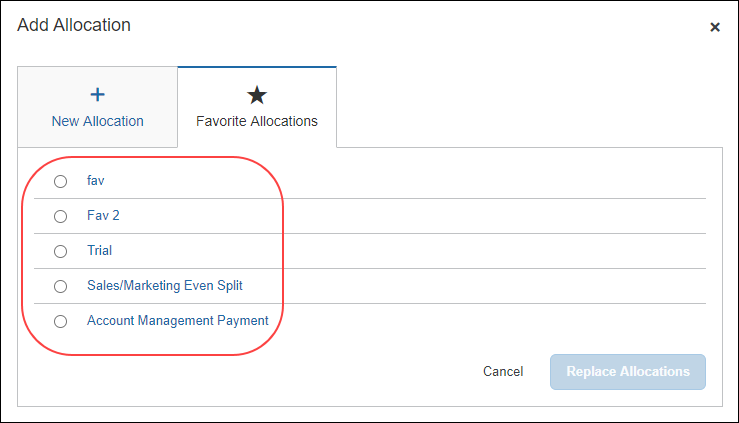 Add Allocation
New Allocation
Favorite Allocations
fav
Fav 2
Trial
Sales/Marketing Even Split
Account Management Payment
Cancel
Replace Allocations